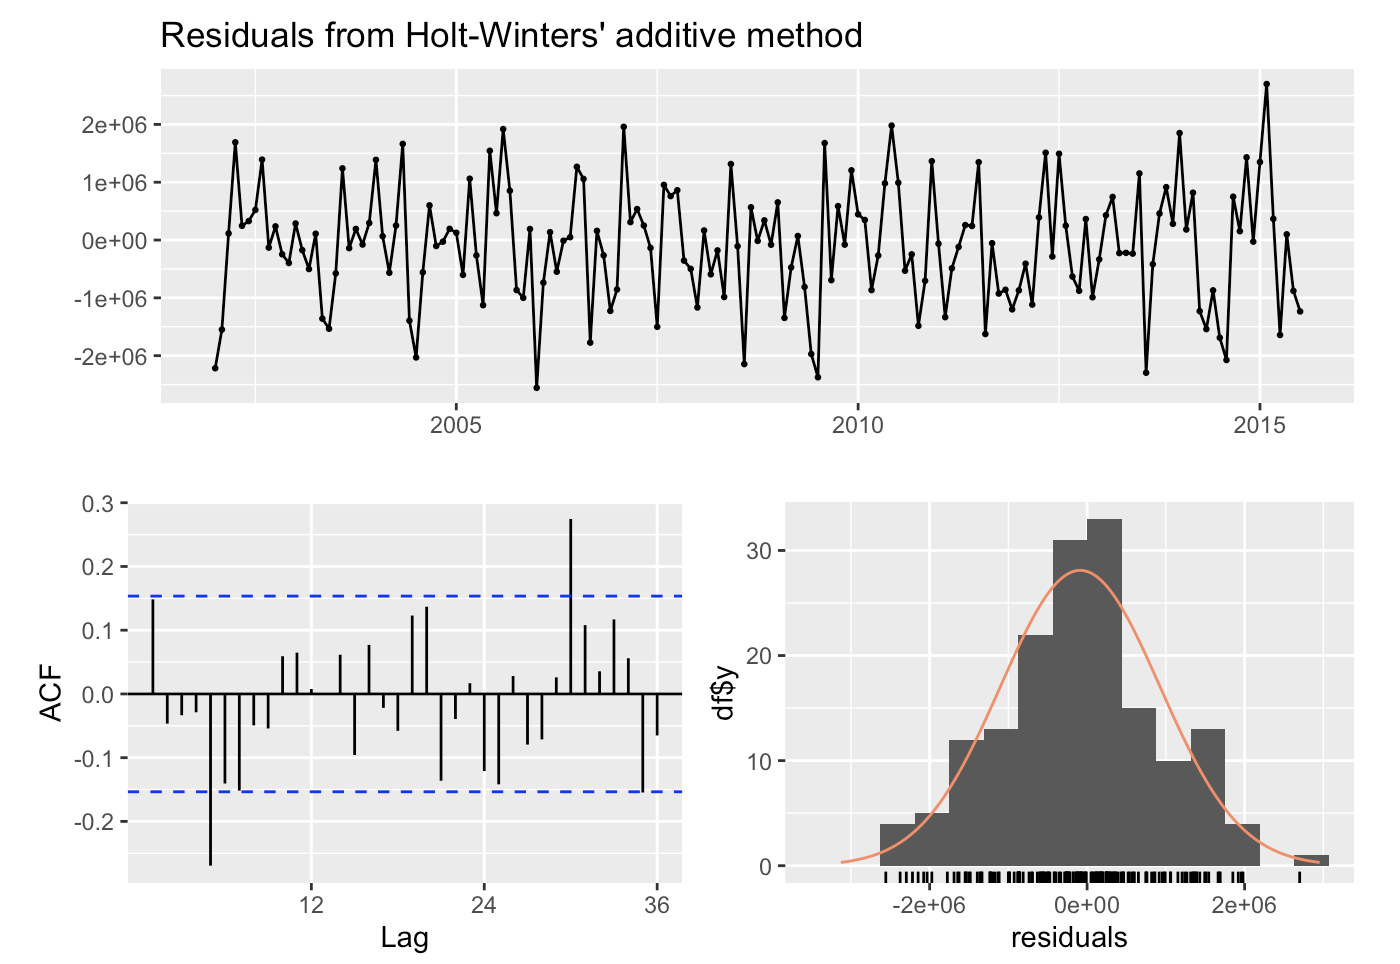 Residuals from Holt-Winters' additive method
2e+06
1e+06
0e+00
-1e+06
-2e+06
2005 2010 2015
0.3
0.2
0.1
0.0
-0.1
-0.2
ACF
12 24 36
Lag
30
20
10
0
df$y
-2e+06 0e+00 2e+06
residuals